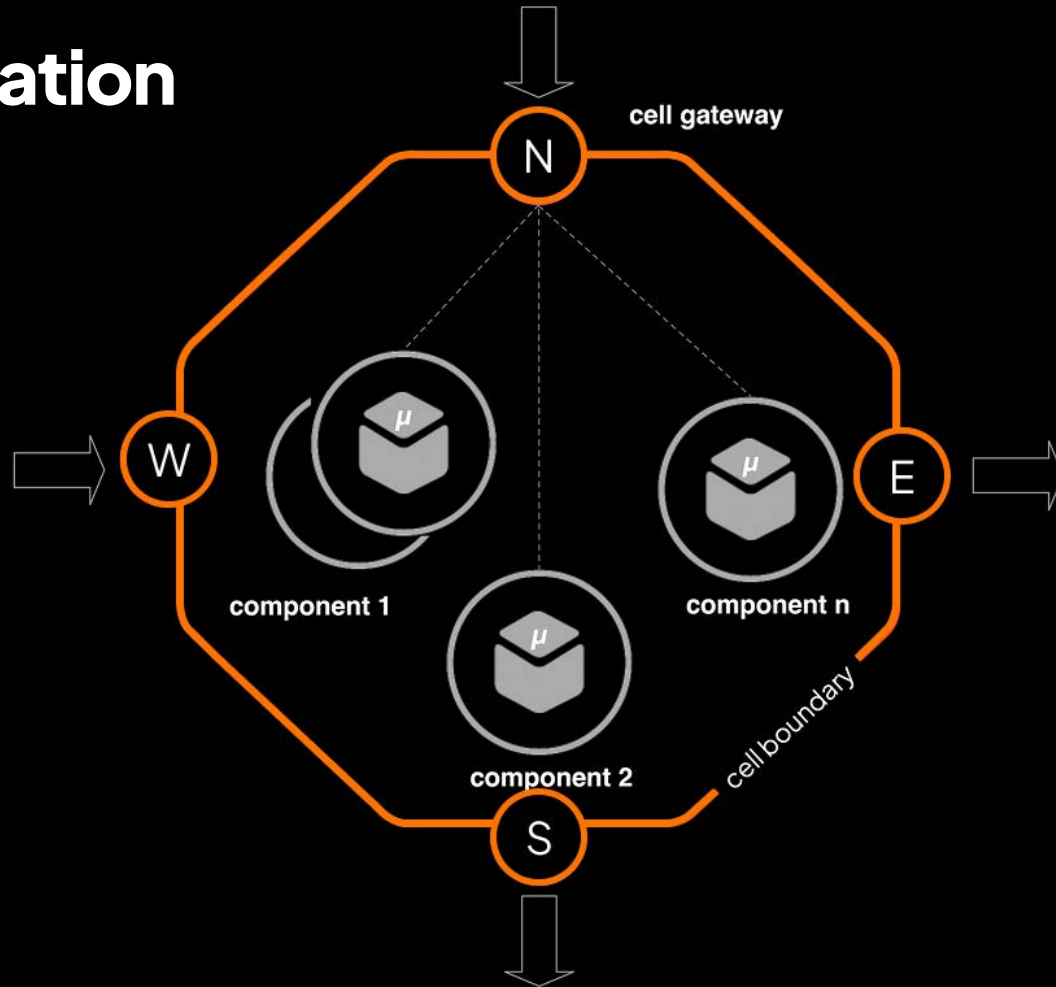 ation
cell gateway
N
W
μ
μ
E
component 1
component n
μ
component 2
cell boundary
S